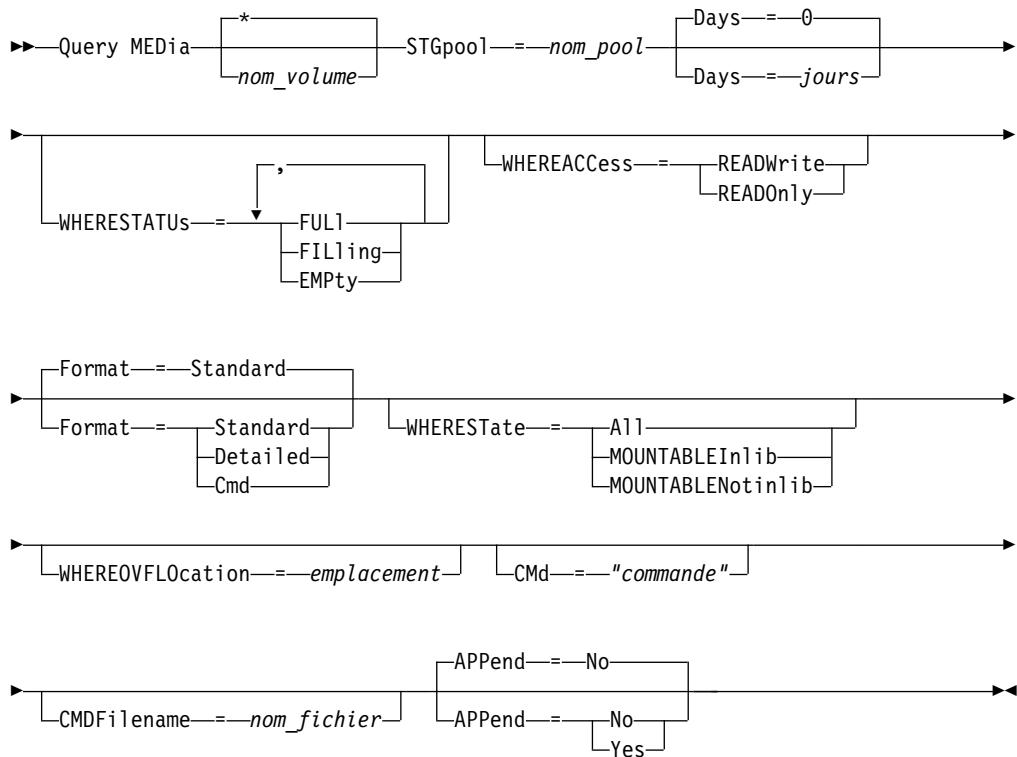 * Days = 0
Query MEDia STGpool = nom_pool
nom_volume Days = jours
WHEREACCess = READWrite
, READOnly
WHERESTATUs = FULl
FILling
EMPty
Format = Standard
Format = Standard WHERESTate = All
Detailed MOUNTABLEInlib
Cmd MOUNTABLENotinlib
WHEREOVFLOcation = emplacement CMd = "commande"
APPend = No
CMDFilename = nom_fichier APPend = No
Yes